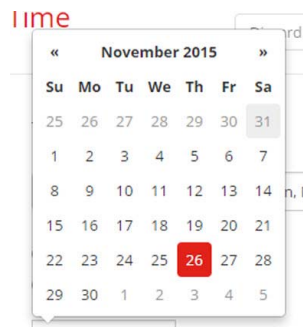 Time
« November 2015 »
Su Mo Tu We Th Fr Sa
25 26 27 28 29 30 31
1 2 3 4 5 6 7
8 9 10 11 12 13 14
15 16 17 18 19 20 21
22 23 24 25 26 27 28
29 30 1 2 3 4 5